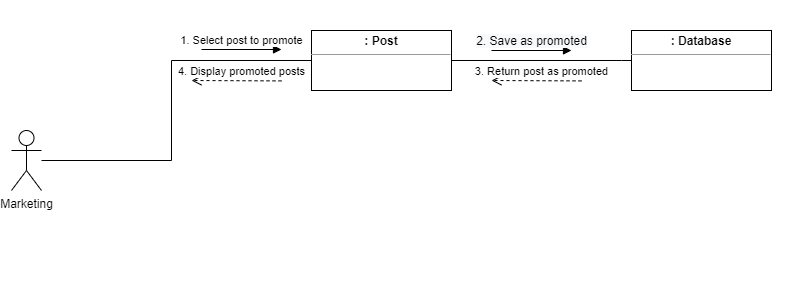 1. Select post to promote
: Post
2. Save as promoted
: Database
4. Display promoted posts
3. Return post as promoted
Marketing